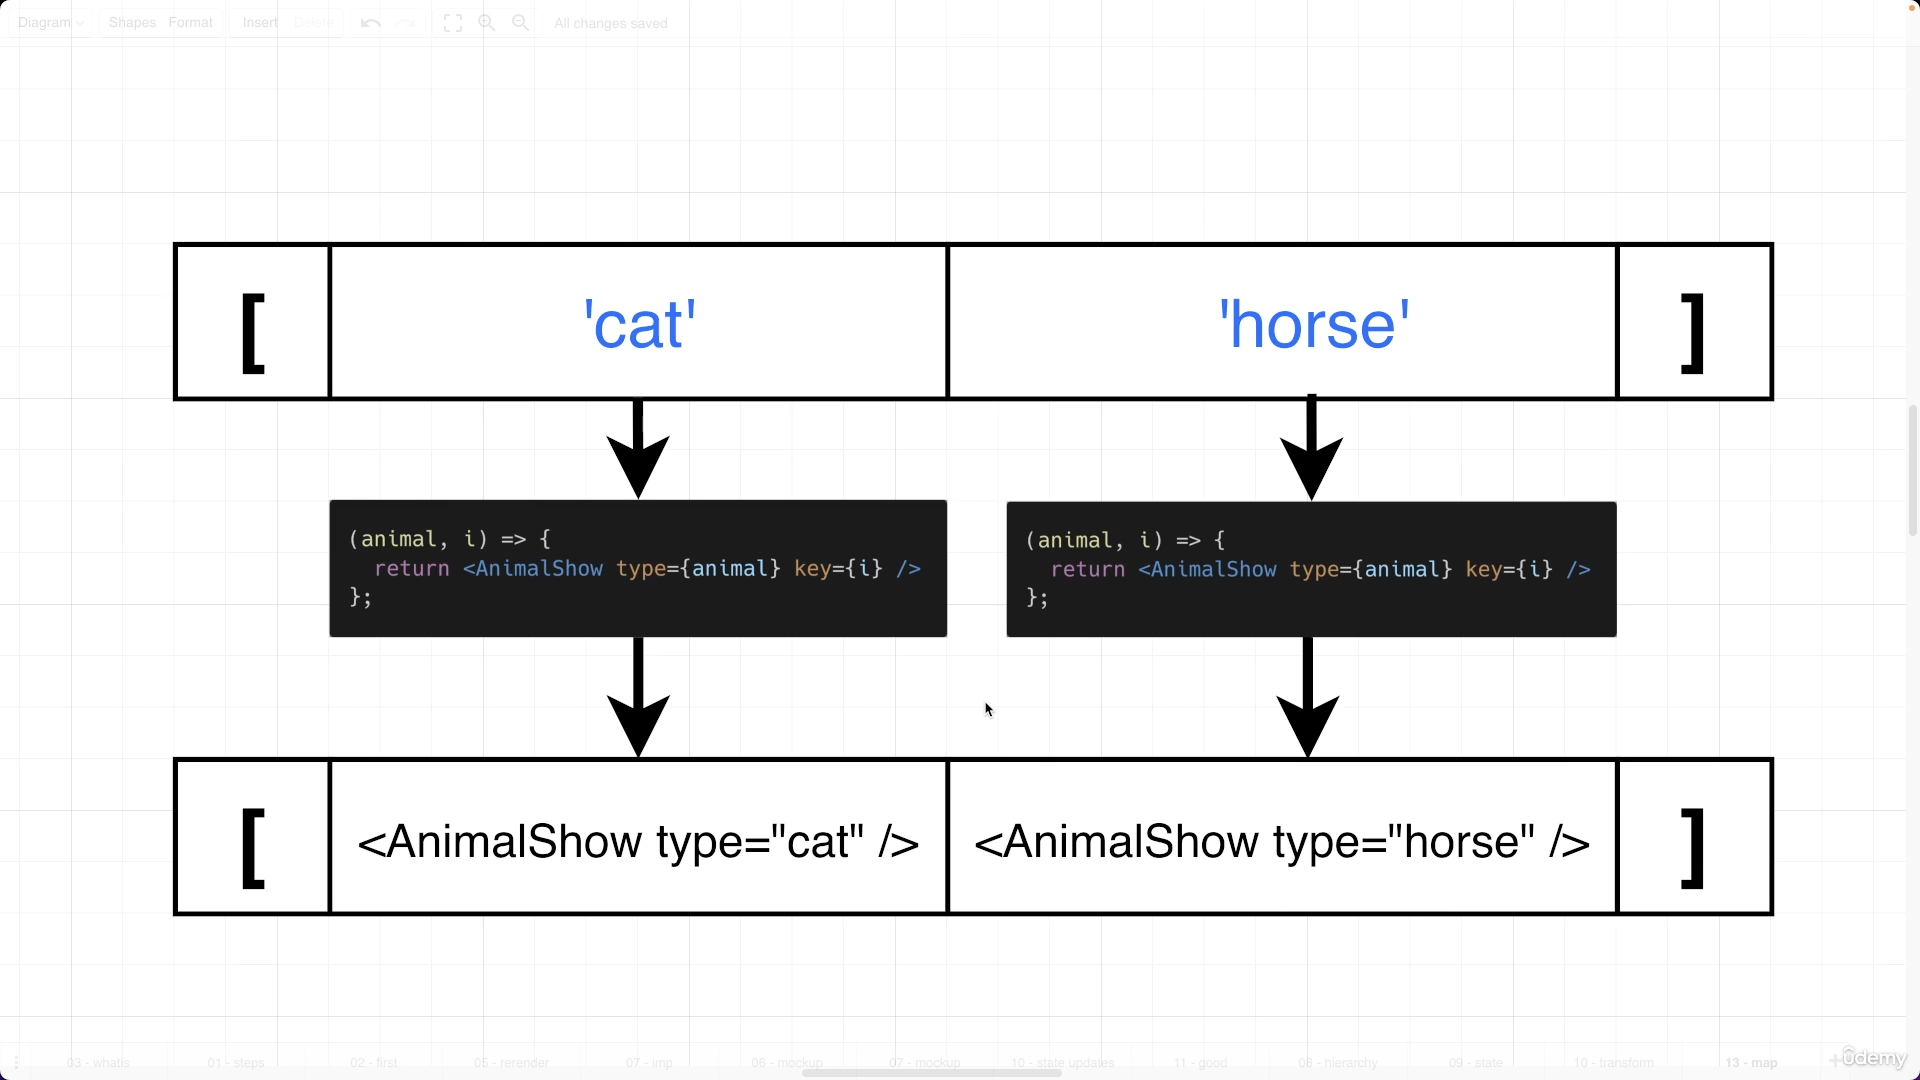 Diagram Shapes Format Insert Delete All changes saved
[ 'cat' 'horse' ]
(animal, i) => {
return <AnimalShow type={animal} key={i} />
};
(animal, i) => {
return <AnimalShow type={animal} key={i} />
};
[ <AnimalShow type="cat" /> <AnimalShow type="horse" /> ]
03 - whatis 01 - steps 02 - first 05 - rerender 07 - imp 06 - mockup 07 - mockup 10 - state updates 11 - good 08 - hierarchy 09 - state 10 - transform 13 - map
ûdemy